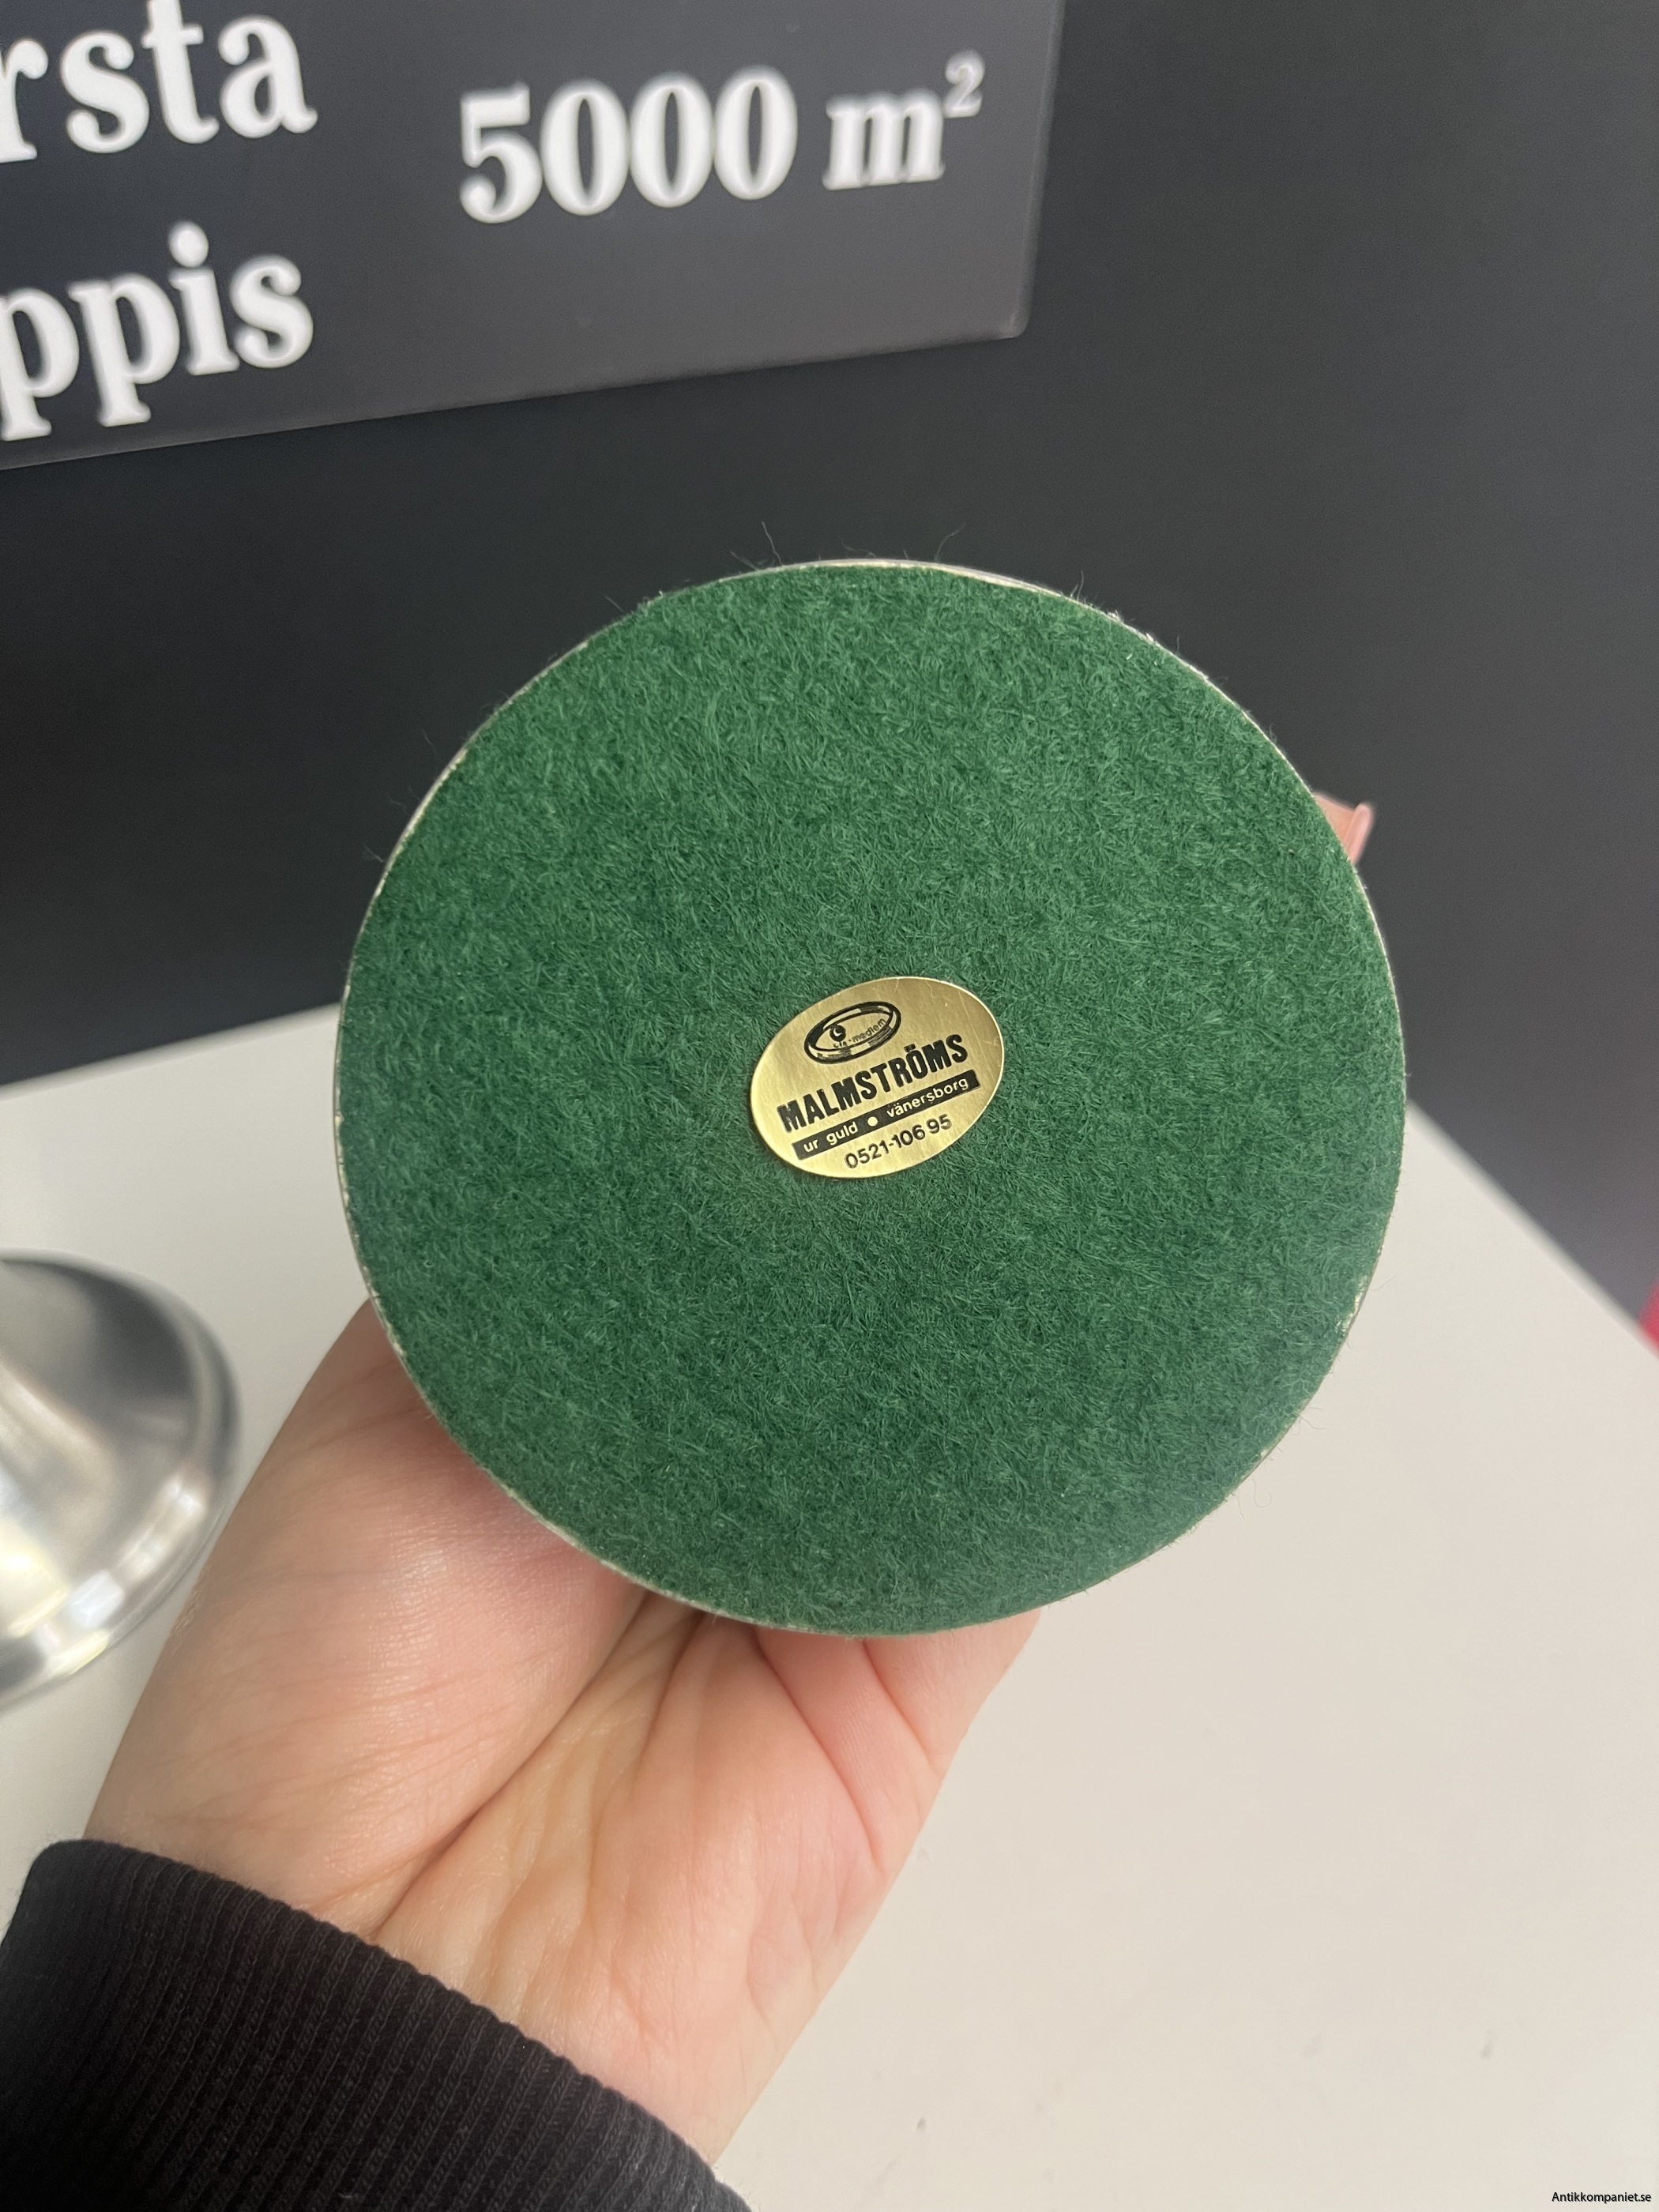 rsta
5000 m²
ppis
MALMSTRÖMS
ur guld • vänersborg
0521-106 95
Antikkompaniet.se